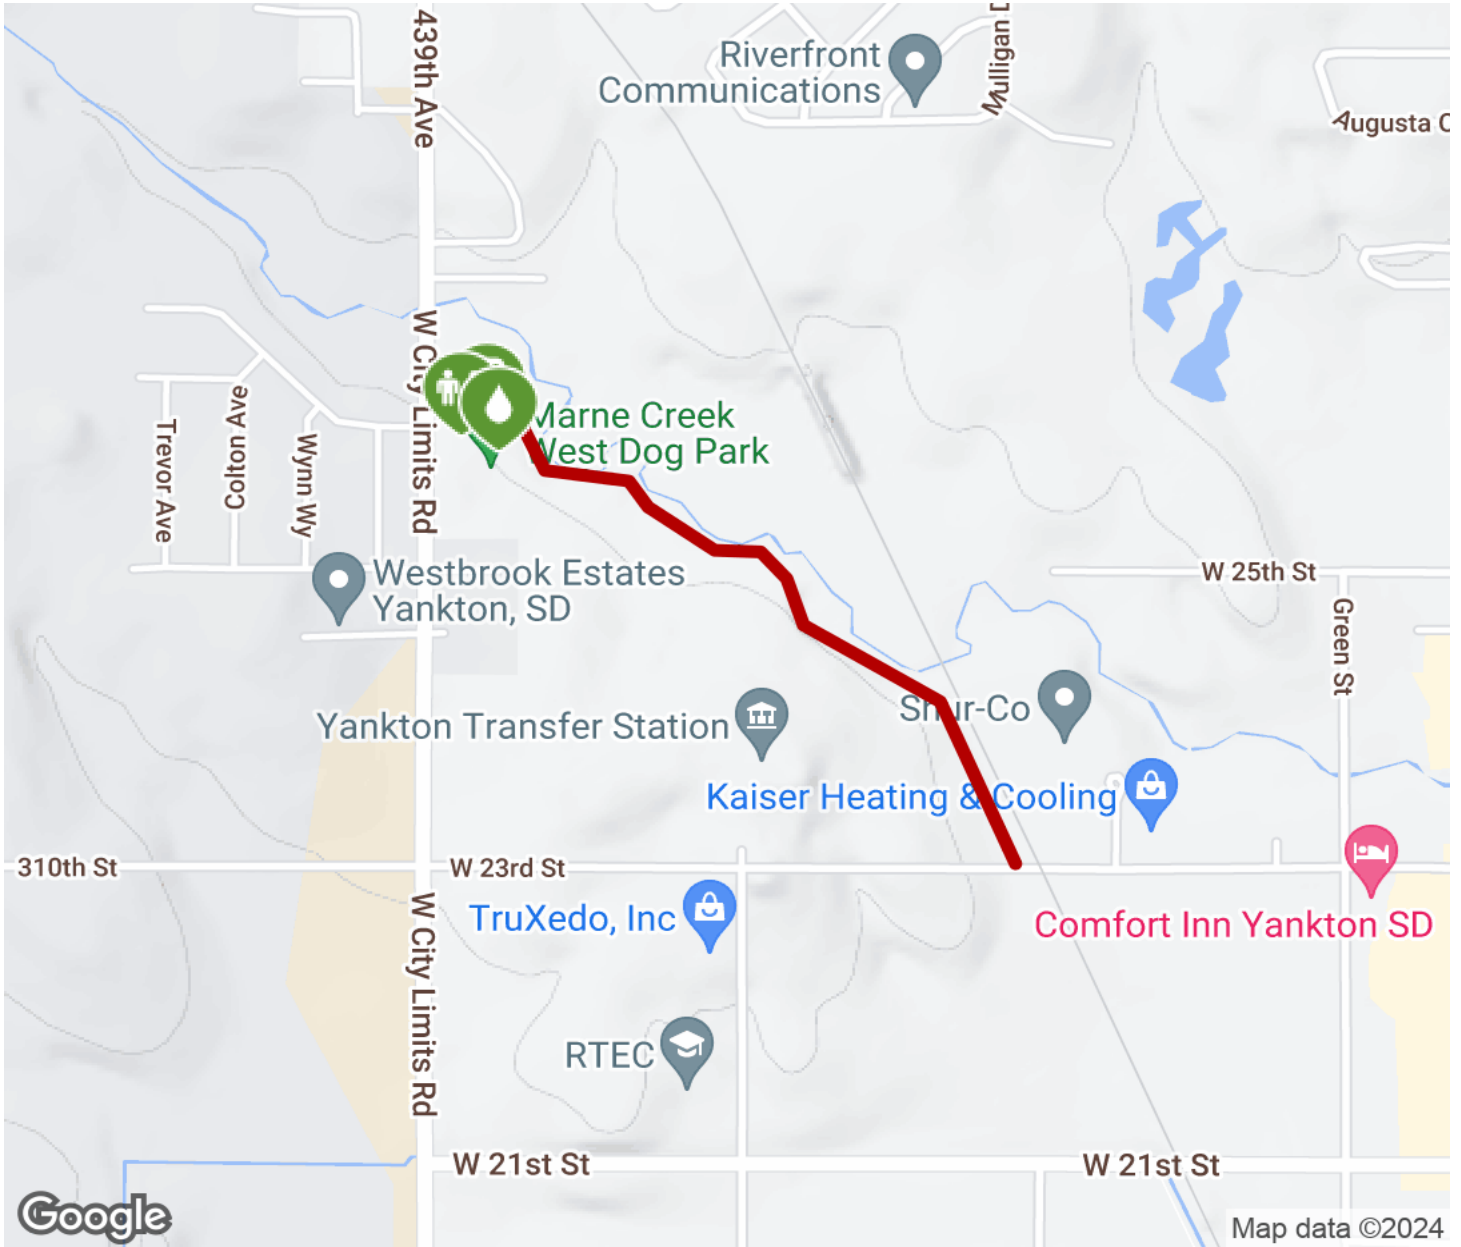 439th Ave
Riverfront
Communications
Mulligan D
Augusta C
W City Limits Rd
Marne Creek
West Dog Park
Trevor Ave
Colton Ave
Wynn Wy
Westbrook Estates
Yankton, SD
W 25th St
Green St
Yankton Transfer Station
Shur-Co
Kaiser Heating & Cooling
310th St
W 23rd St
TruXedo, Inc
Comfort Inn Yankton SD
W City Limits Rd
RTEC
W 21st St
W 21st St
Google
Map data ©2024